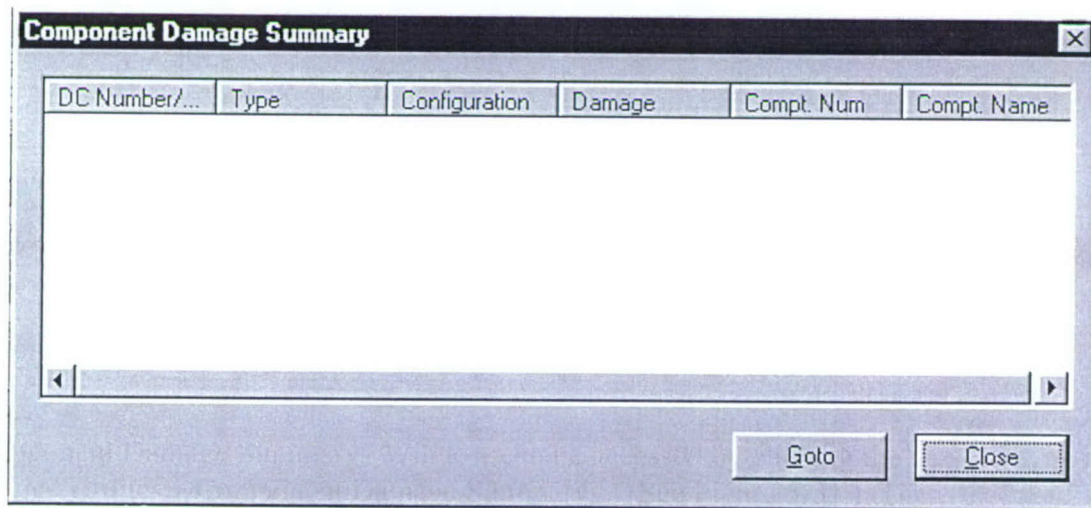 Component Damage Summary
DC Number/... Type Configuration Damage Compt. Num Compt. Name
Goto Close